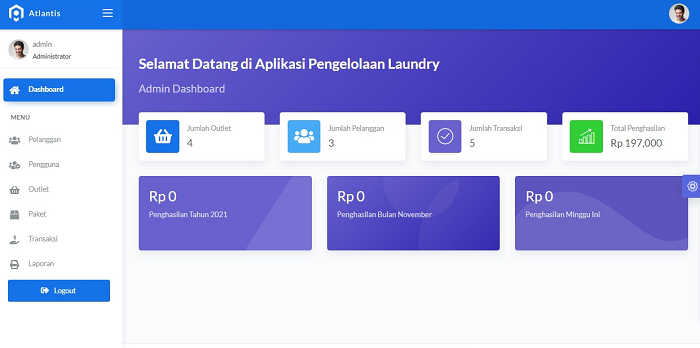 Atlantis
admin
Administrator
Dashboard
MENU
Pelanggan
Pengguna
Outlet
Paket
Transaksi
Laporan
Logout
Selamat Datang di Aplikasi Pengelolaan Laundry
Admin Dashboard
Jumlah Outlet
4
Jumlah Pelanggan
3
Jumlah Transaksi
5
Total Penghasilan
Rp 197,000
Rp 0
Penghasilan Tahun 2021
Rp 0
Penghasilan Bulan November
Rp 0
Penghasilan Minggu Ini